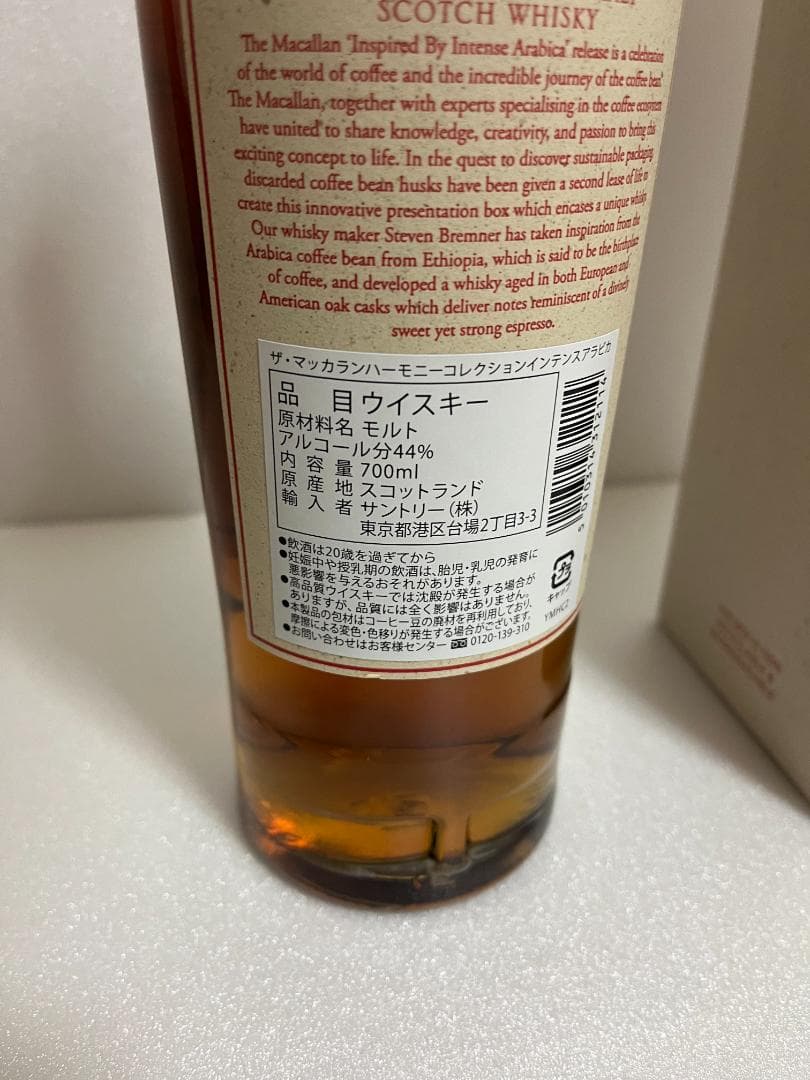 SCOTCH WHISKY
The Macallan 'Inspired By Intense Arabica' release is a celebration
of the world of coffee and the incredible journey of the coffee bean.
The Macallan, together with experts specialising in the coffee ecosystem
have united to share knowledge, creativity, and passion to bring this
exciting concept to life. In the quest to discover sustainable packaging
discarded coffee bean husks have been given a second lease of life to
create this innovative presentation box which encases a unique whisky
Our whisky maker Steven Bremner has taken inspiration from the
Arabica coffee bean from Ethiopia, which is said to be the birthplace
of coffee, and developed a whisky aged in both European and
American oak casks which deliver notes reminiscent of a divinely
sweet yet strong espresso.
ザ・マッカランハーモニーコレクションインテンスアラビカ
品 目 ウイスキー
原材料名 モルト
アルコール分44%
内容量 700ml
原産地 スコットランド
輸入者 サントリー(株)
東京都港区台場2丁目3-3
●飲酒は20歳を過ぎてから
●妊娠中や授乳期の飲酒は、胎児・乳児の発育に
悪影響を与えるおそれがあります。
●高品質ウイスキーでは沈殿が発生する場合が
ありますが、品質には全く影響はありません。
●本製品の包材はコーヒー豆の廃材を再利用しており、
摩擦による変色・色移りが発生する場合がございます。
●お問い合わせはお客様センター 0120-139-310
5 010314 312114
キャップ
YMHCZ